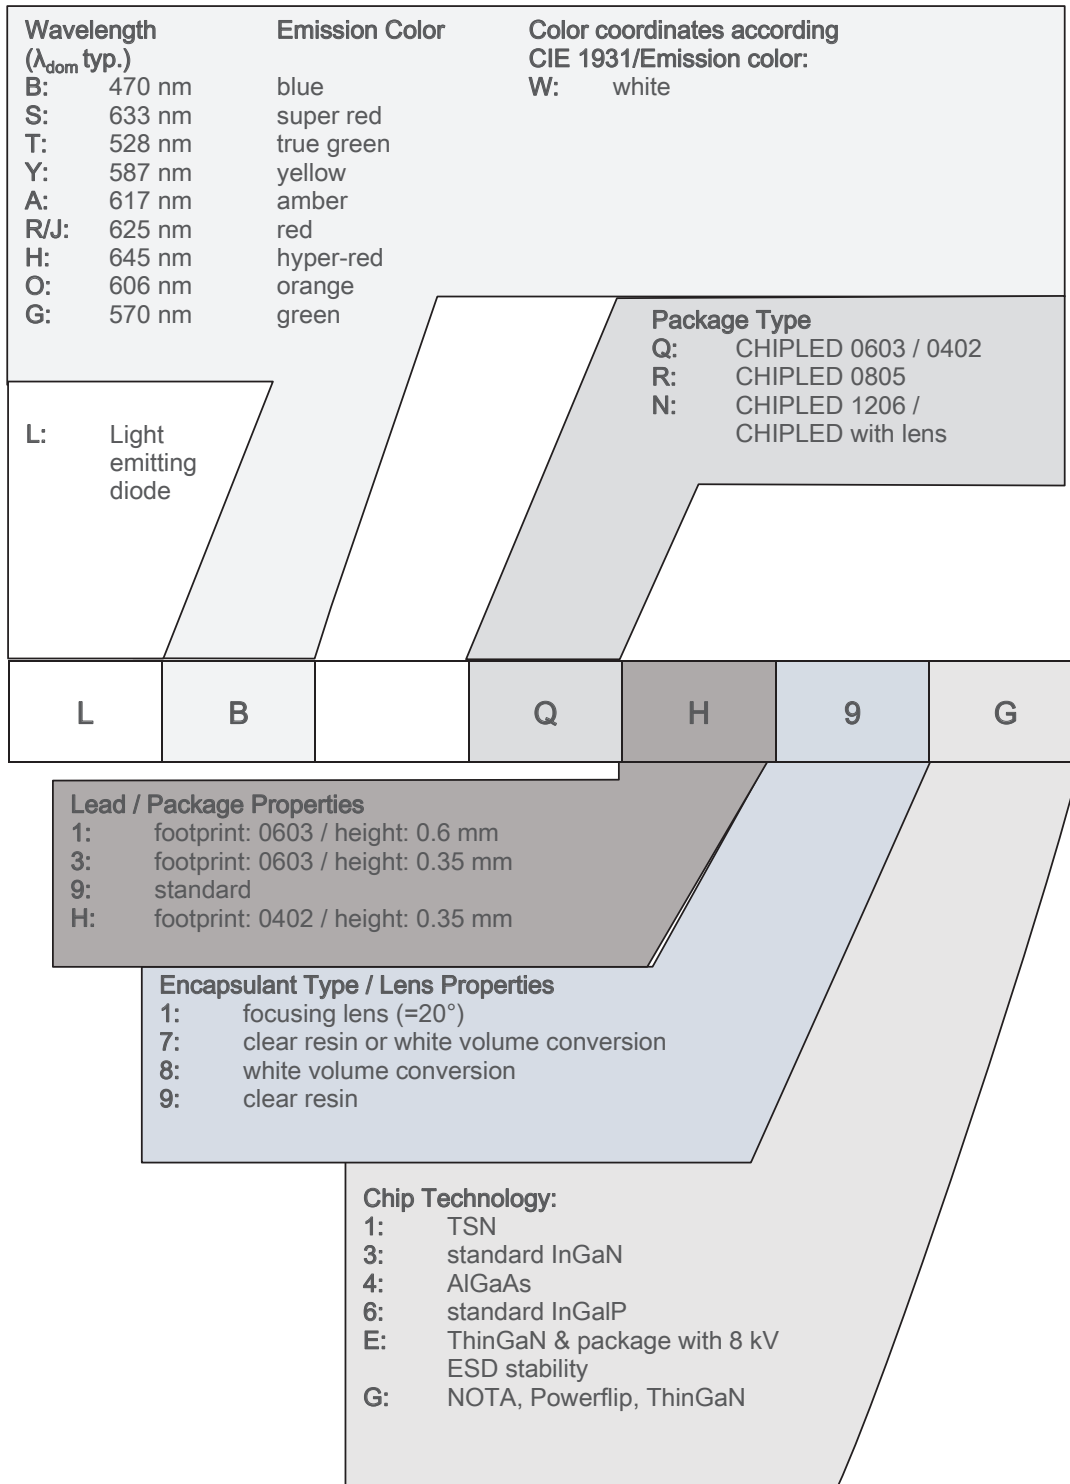 Wavelength Emission Color Color coordinates according
(λdom typ.) CIE 1931/Emission color:
B: 470 nm blue W: white
S: 633 nm super red
T: 528 nm true green
Y: 587 nm yellow
A: 617 nm amber
R/J: 625 nm red
H: 645 nm hyper-red
O: 606 nm orange
G: 570 nm green
Package Type
Q: CHIPLED 0603 / 0402
R: CHIPLED 0805
N: CHIPLED 1206 /
CHIPLED with lens
L: Light
emitting
diode
L B Q H 9 G
Lead / Package Properties
1: footprint: 0603 / height: 0.6 mm
3: footprint: 0603 / height: 0.35 mm
9: standard
H: footprint: 0402 / height: 0.35 mm
Encapsulant Type / Lens Properties
1: focusing lens (=20°)
7: clear resin or white volume conversion
8: white volume conversion
9: clear resin
Chip Technology:
1: TSN
3: standard InGaN
4: AlGaAs
6: standard InGalP
E: ThinGaN & package with 8 kV
ESD stability
G: NOTA, Powerflip, ThinGaN